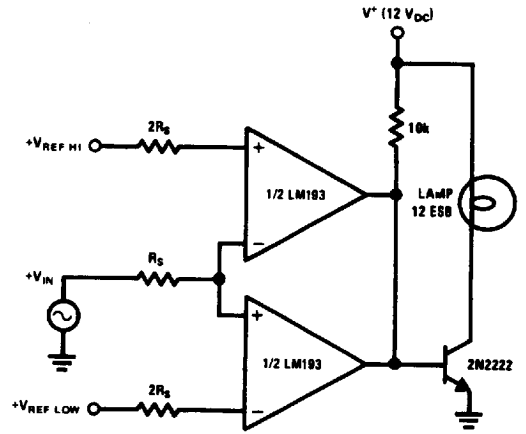 V+ (12 VDC)
2RS
10k
+VREF HI
+
1/2 LM193
LAMP
12 ESB
−
+VIN
RS
+
1/2 LM193
2N2222
2RS
−
+VREF LOW